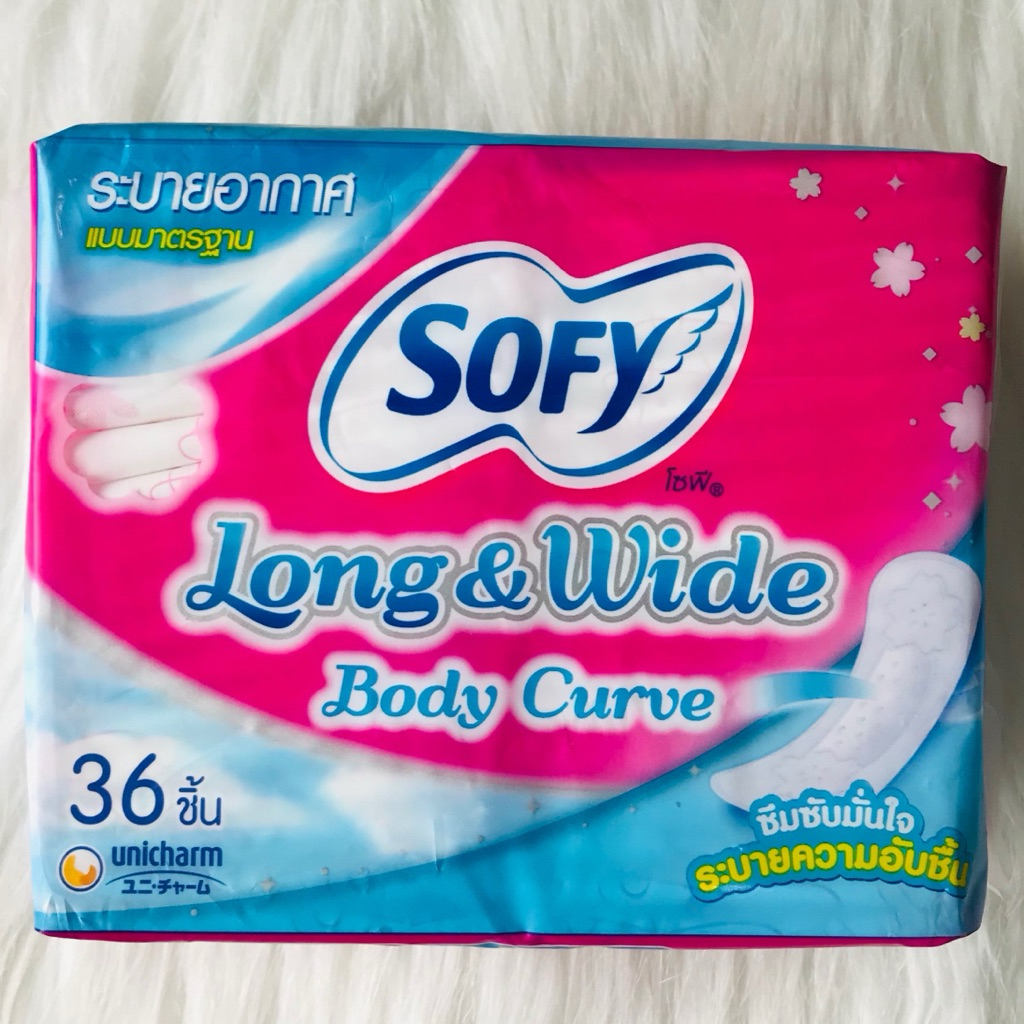 ระบายอากาศ
แบบมาตรฐาน
SOFY
โซฟี®
Long & Wide
Body Curve
36 ชิ้น
unicharm
ユニ・チャーム
ซึมซับมั่นใจ
ระบายความอับชื้น